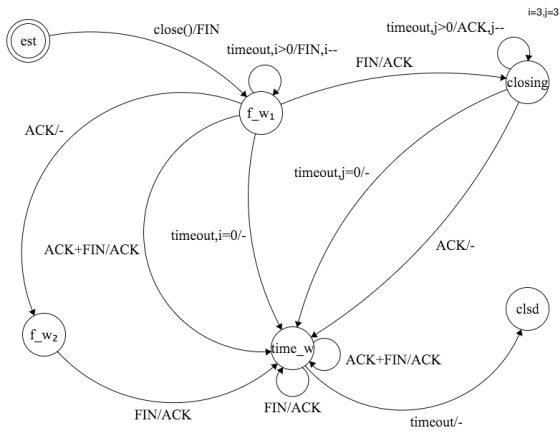 i=3,j=3
timeout,j>0/ACK,j--
close()/FIN
est
timeout,i>0/FIN,i--
FIN/ACK
closing
f_w₁
ACK/-
timeout,j=0/-
timeout,i=0/-
ACK+FIN/ACK
ACK/-
clsd
f_w₂
time_w
ACK+FIN/ACK
FIN/ACK
FIN/ACK
timeout/-